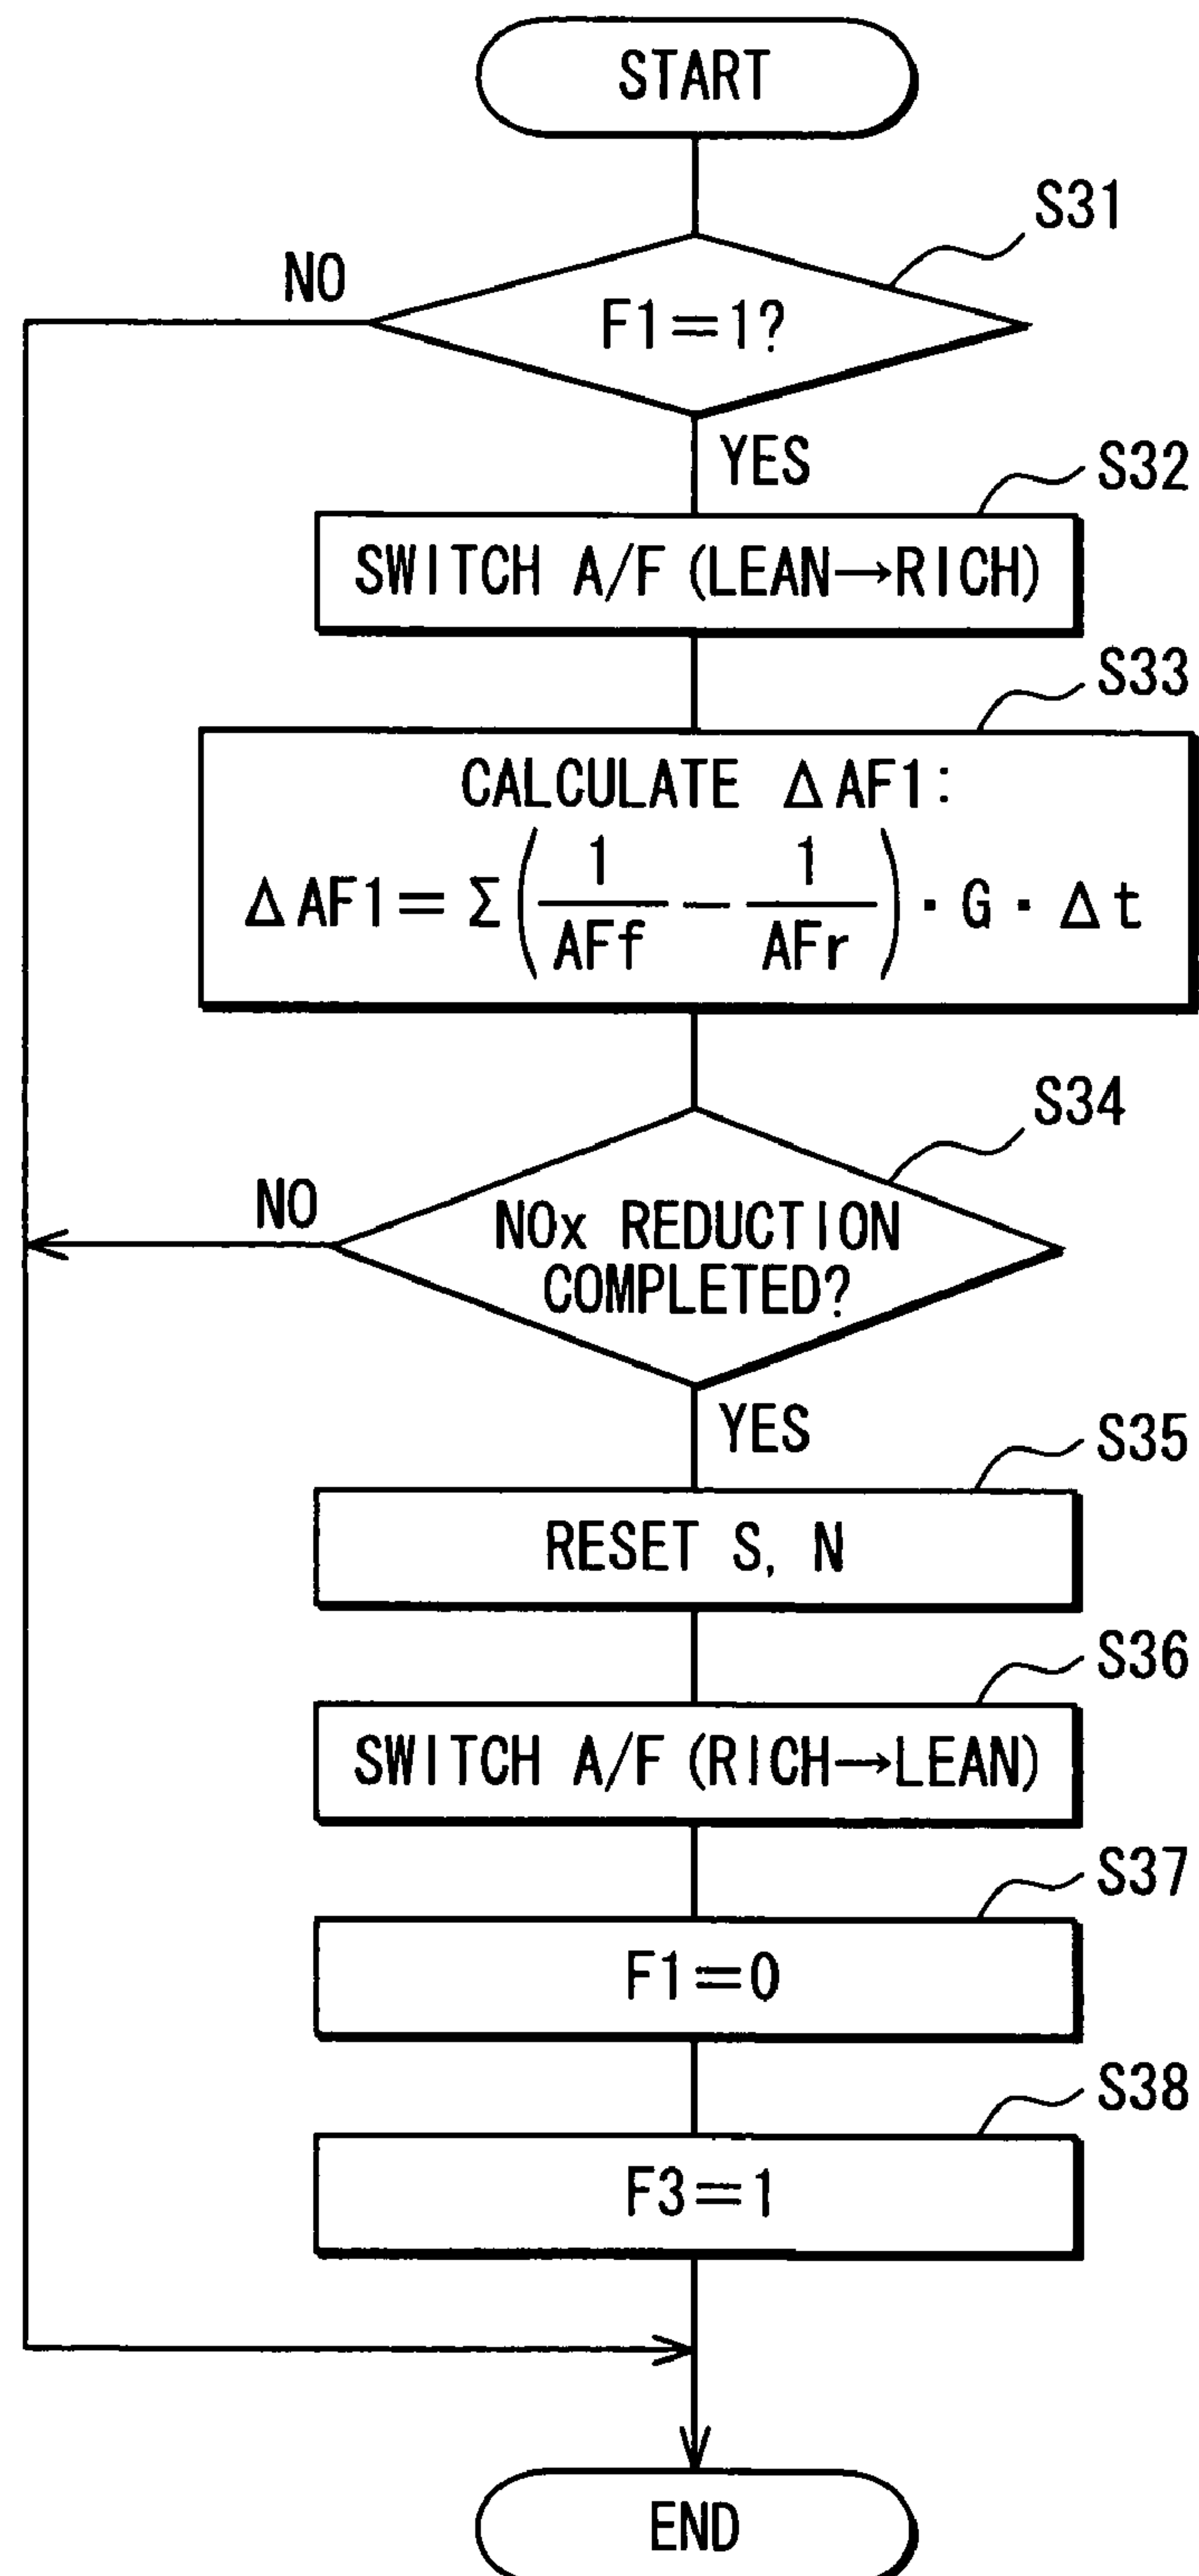 START
S31
NO
F1=1?
YES
S32
SWITCH A/F (LEAN→RICH)
S33
CALCULATE ΔAF1:
ΔAF1=Σ(1/AFf − 1/AFr)・G・Δt
S34
NO
NOx REDUCTION
COMPLETED?
YES
S35
RESET S, N
S36
SWITCH A/F (RICH→LEAN)
S37
F1=0
S38
F3=1
END